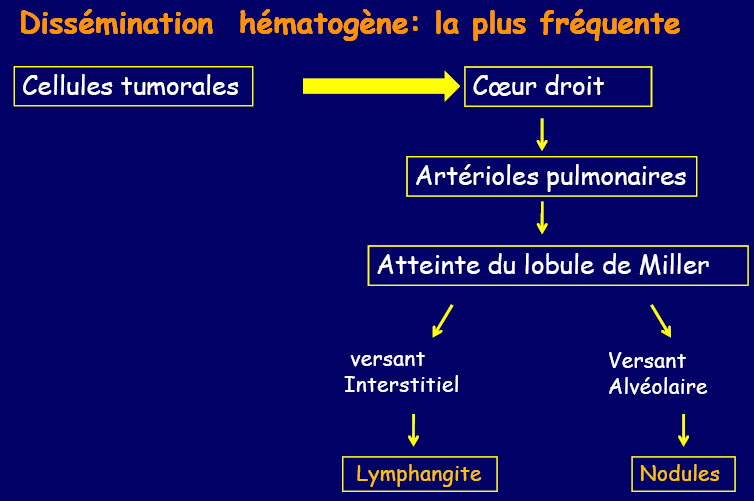 Dissémination hématogène: la plus fréquente
Cellules tumorales
Cœur droit
Artérioles pulmonaires
Atteinte du lobule de Miller
versant
Interstitiel
Versant
Alvéolaire
Lymphangite
Nodules